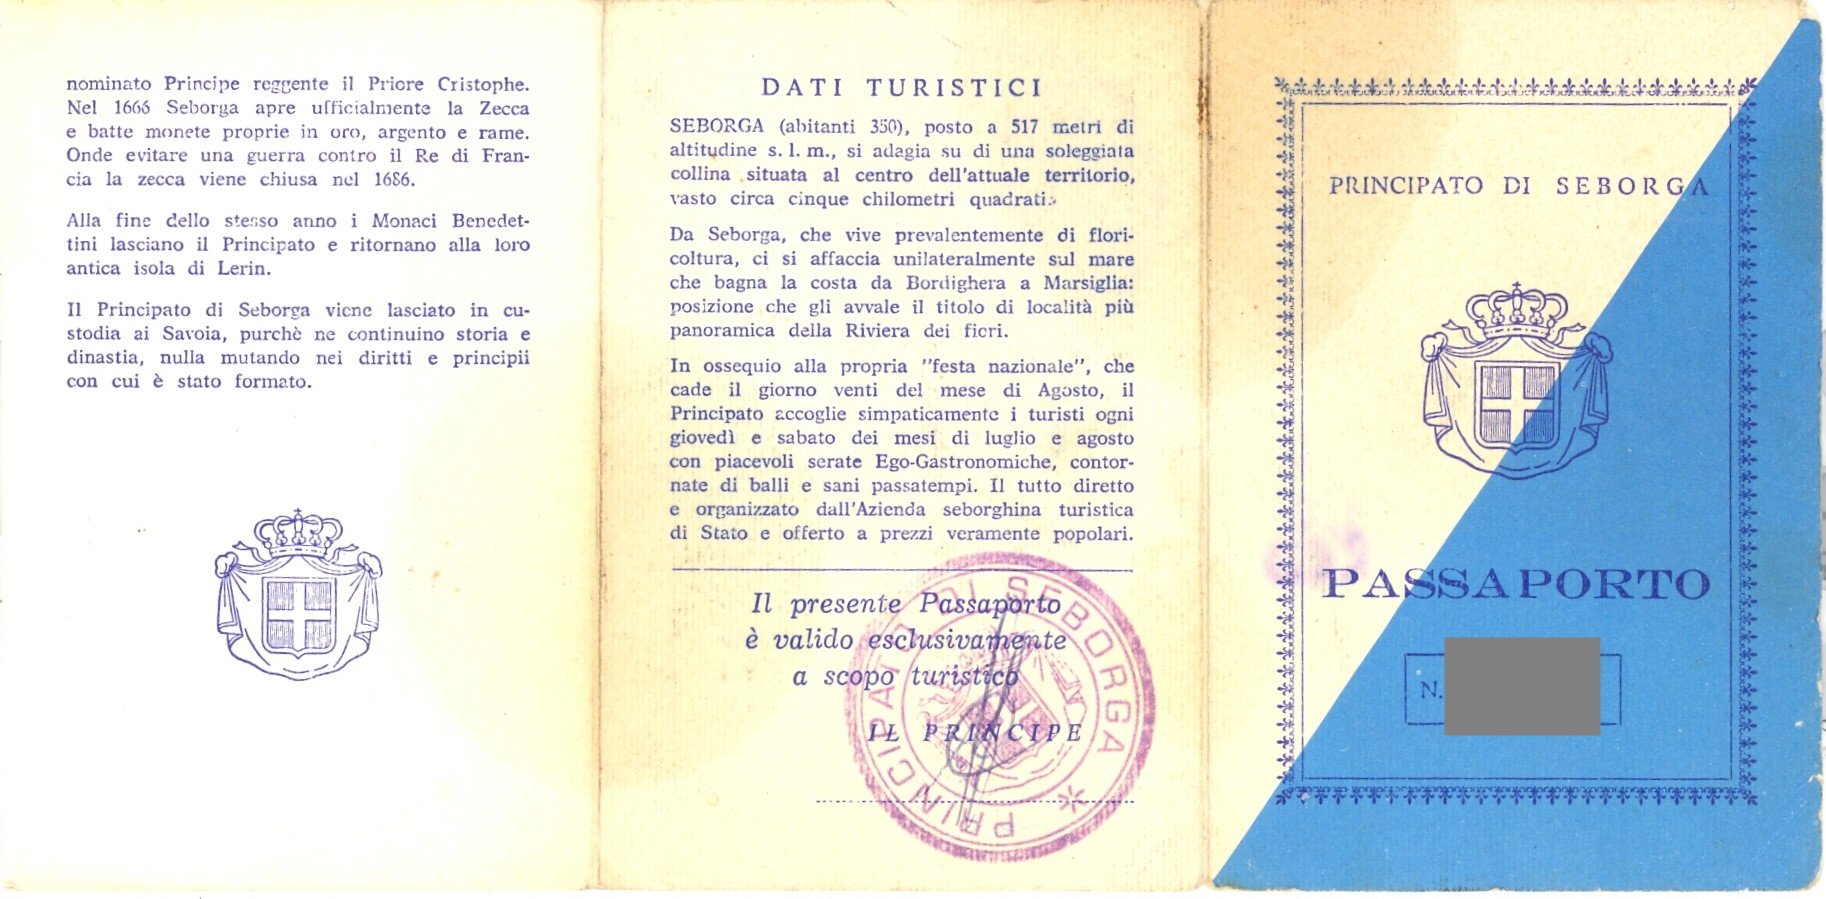 nominato Principe reggente il Priore Cristophe.
Nel 1666 Seborga apre ufficialmente la Zecca
e batte monete proprie in oro, argento e rame.
Onde evitare una guerra contro il Re di Fran-
cia la zecca viene chiusa nel 1686.
Alla fine dello stesso anno i Monaci Benedet-
tini lasciano il Principato e ritornano alla loro
antica isola di Lerin.
Il Principato di Seborga viene lasciato in cu-
stodia ai Savoia, purchè ne continuino storia e
dinastia, nulla mutando nei diritti e principii
con cui è stato formato.
DATI TURISTICI
SEBORGA (abitanti 350), posto a 517 metri di
altitudine s. l. m., si adagia su di una soleggiata
collina situata al centro dell'attuale territorio,
vasto circa cinque chilometri quadrati.
Da Seborga, che vive prevalentemente di flori-
coltura, ci si affaccia unilateralmente sul mare
che bagna la costa da Bordighera a Marsiglia:
posizione che gli avvale il titolo di località più
panoramica della Riviera dei fiori.
In ossequio alla propria "festa nazionale", che
cade il giorno venti del mese di Agosto, il
Principato accoglie simpaticamente i turisti ogni
giovedì e sabato dei mesi di luglio e agosto
con piacevoli serate Ego-Gastronomiche, contor-
nate di balli e sani passatempi. Il tutto diretto
e organizzato dall'Azienda seborghina turistica
di Stato e offerto a prezzi veramente popolari.
Il presente Passaporto
è valido esclusivamente
a scopo turistico
IL PRINCIPE
PRINCIPATO DI SEBORGA *
PRINCIPATO DI SEBORGA
PASSAPORTO
N.